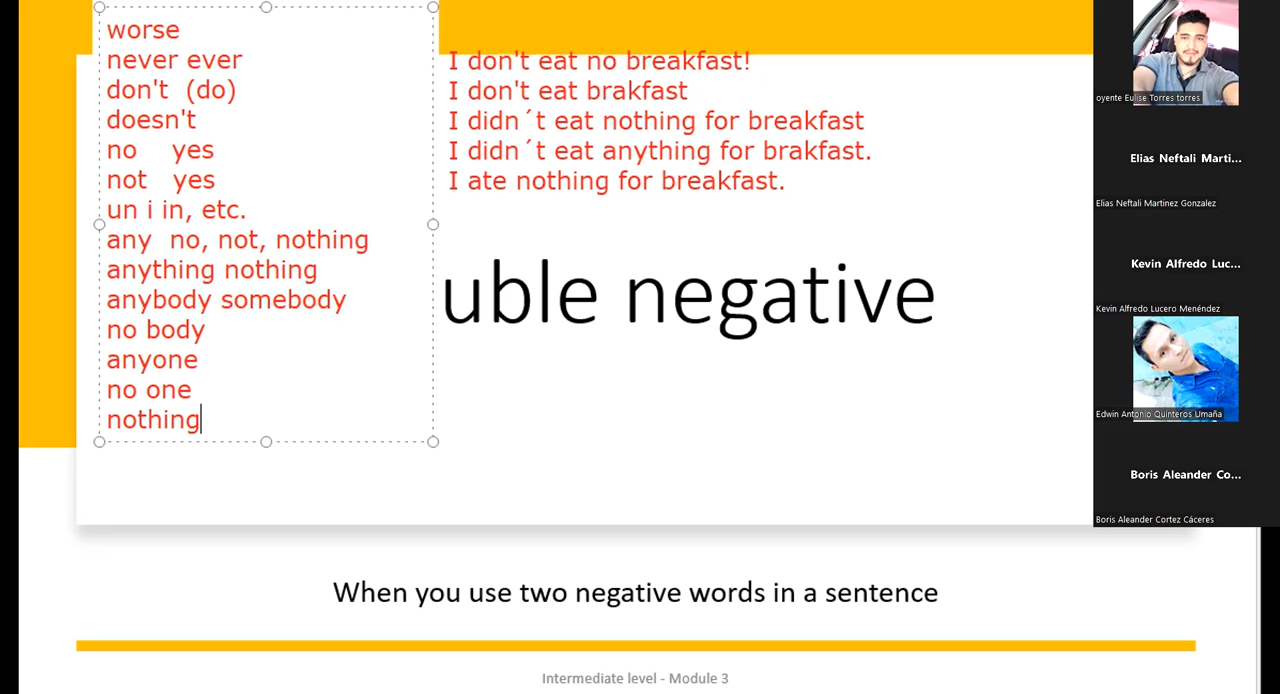 worse
never ever
don't (do)
doesn't
no yes
not yes
un i in, etc.
any no, not, nothing
anything nothing
anybody somebody
no body
anyone
no one
nothing
I don't eat no breakfast!
I don't eat brakfast
I didn´t eat nothing for breakfast
I didn´t eat anything for brakfast.
I ate nothing for breakfast.
uble negative
When you use two negative words in a sentence
Intermediate level - Module 3
oyente Eulise Torres torres
Elias Neftali Marti...
Elias Neftali Martinez Gonzalez
Kevin Alfredo Luc...
Kevin Alfredo Lucero Menéndez
Edwin Antonio Quinteros Umaña
Boris Aleander Co...
Boris Aleander Cortez Cáceres